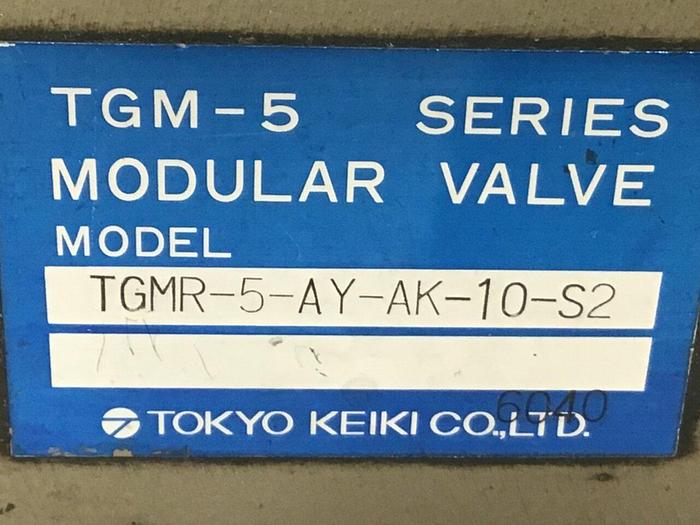 TGM-5 SERIES
MODULAR VALVE
MODEL
TGMR-5-AY-AK-10-S2
6040
TOKYO KEIKI CO.,LTD.